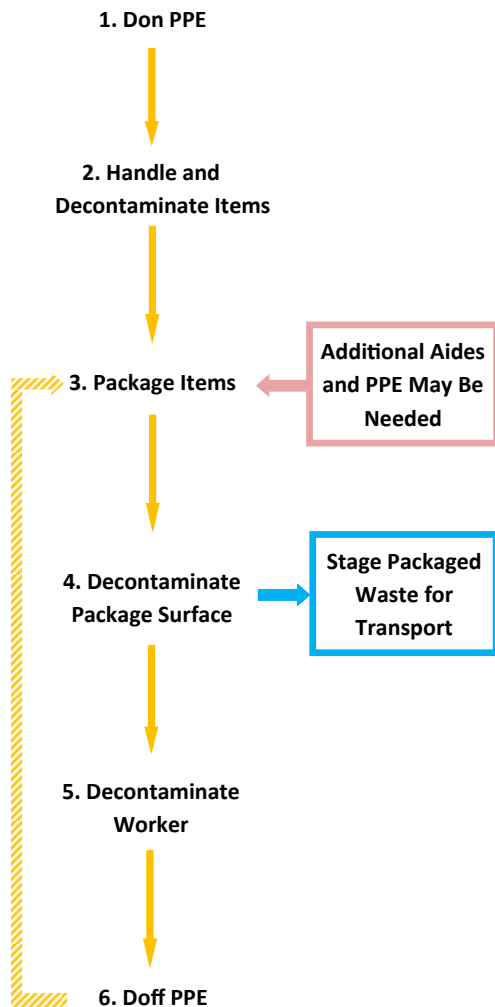 1. Don PPE
2. Handle and
Decontaminate Items
3. Package Items
Additional Aides
and PPE May Be
Needed
4. Decontaminate
Package Surface
Stage Packaged
Waste for
Transport
5. Decontaminate
Worker
6. Doff PPE